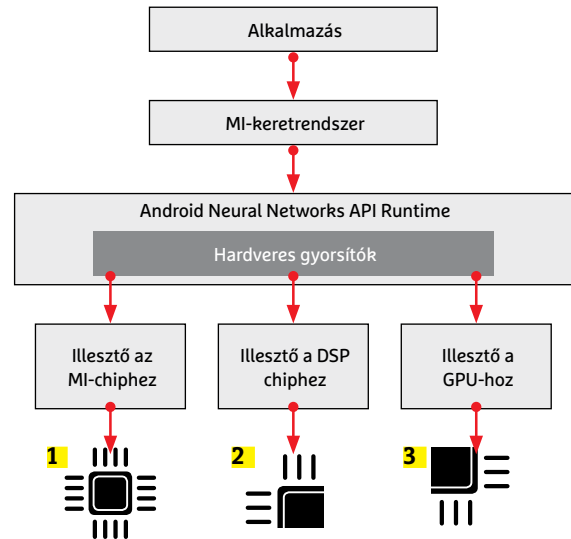 Alkalmazás
MI-keretrendszer
Android Neural Networks API Runtime
Hardveres gyorsítók
Illesztő az
MI-chiphez
Illesztő a DSP
chiphez
Illesztő a
GPU-hoz
1
2
3